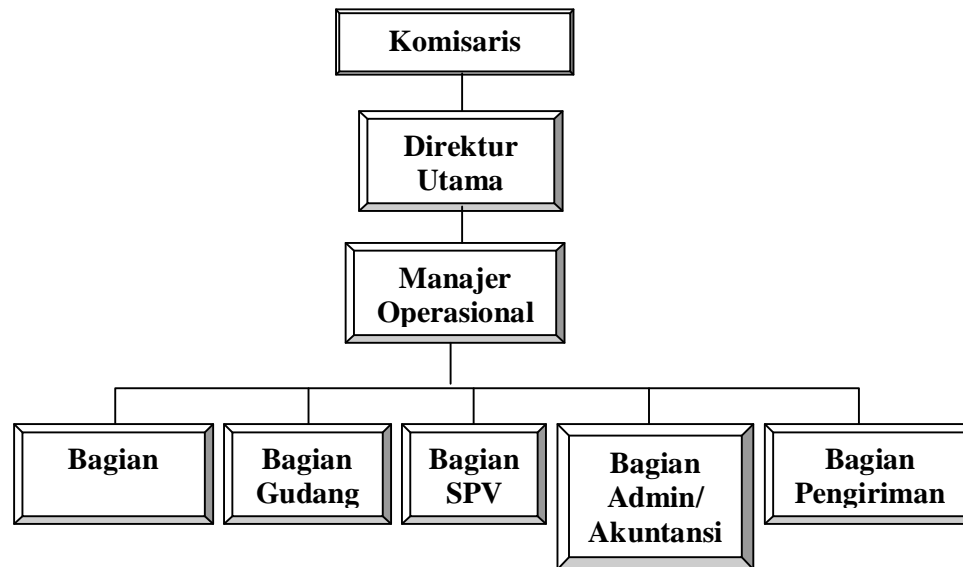 Komisaris
Direktur
Utama
Manajer
Operasional
Bagian
Bagian
Gudang
Bagian
SPV
Bagian
Admin/
Akuntansi
Bagian
Pengiriman